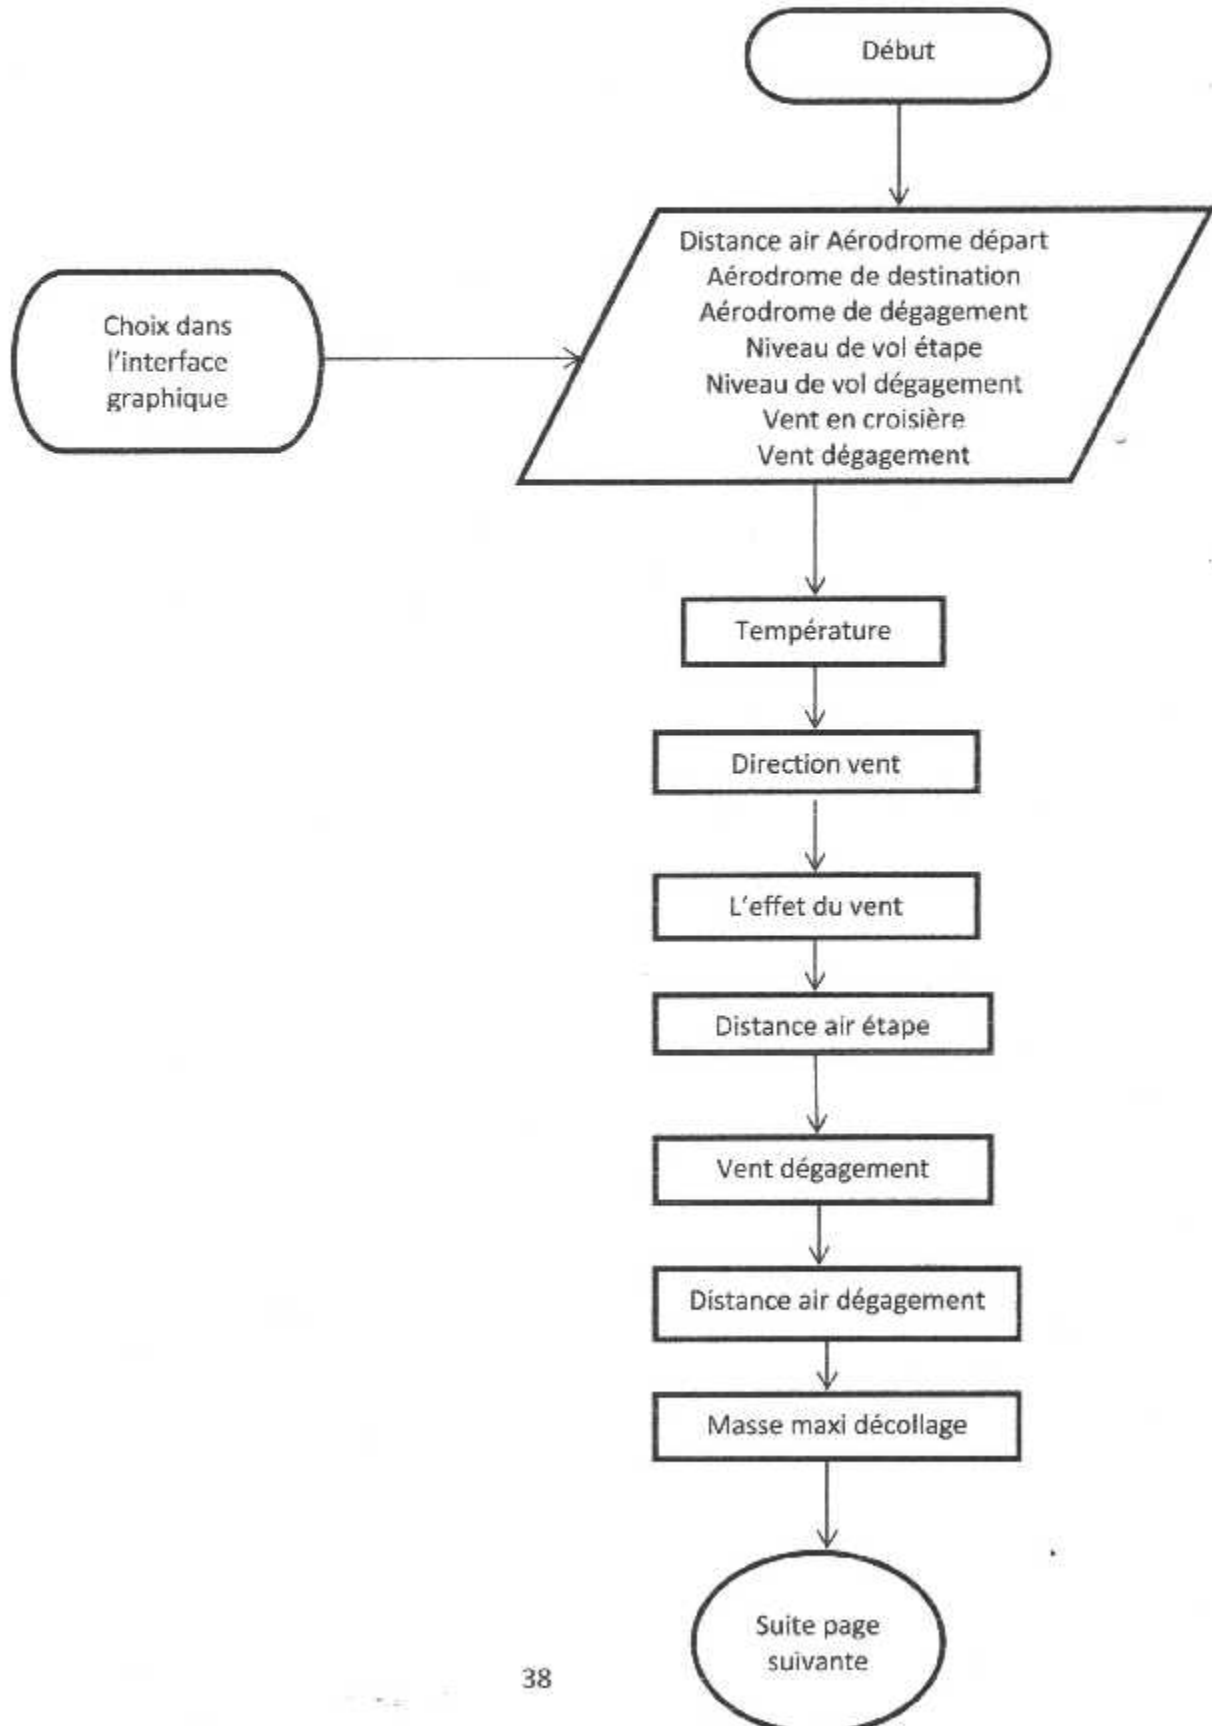 Début
Distance air Aérodrome départ
Aérodrome de destination
Aérodrome de dégagement
Niveau de vol étape
Niveau de vol dégagement
Vent en croisière
Vent dégagement
Choix dans
l'interface
graphique
Température
Direction vent
L'effet du vent
Distance air étape
Vent dégagement
Distance air dégagement
Masse maxi décollage
Suite page
suivante
38